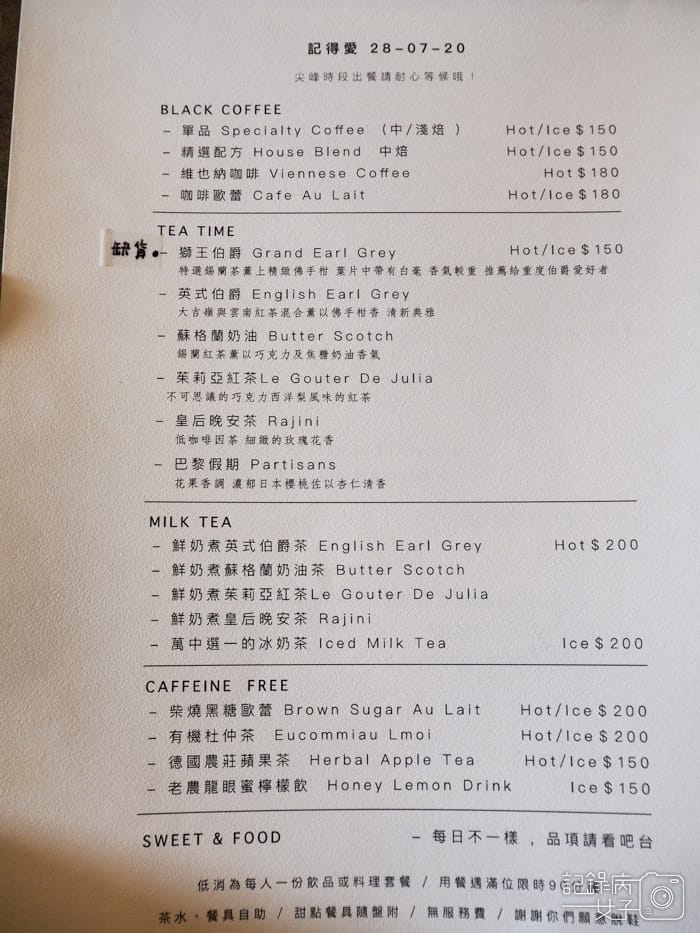 記得愛 28-07-20
尖峰時段出餐請耐心等候哦！
BLACK COFFEE
– 單品 Specialty Coffee （中/淺焙 ） Hot/Ice $150
– 精選配方 House Blend 中焙 Hot/Ice $150
– 維也納咖啡 Viennese Coffee Hot $180
– 咖啡歐蕾 Cafe Au Lait Hot/Ice $180
TEA TIME
缺貨
– 獅王伯爵 Grand Earl Grey Hot/Ice $150
特選錫蘭茶薰上精緻佛手柑 葉片中帶有白毫 香氣較重 推薦給重度伯爵愛好者
– 英式伯爵 English Earl Grey
大吉嶺與雲南紅茶混合薰以佛手柑香 清新典雅
– 蘇格蘭奶油 Butter Scotch
錫蘭紅茶薰以巧克力及焦糖奶油香氣
– 茱莉亞紅茶Le Gouter De Julia
不可思議的巧克力西洋梨風味的紅茶
– 皇后晚安茶 Rajini
低咖啡因茶 細緻的玫瑰花香
– 巴黎假期 Partisans
花果香調 濃郁日本櫻桃佐以杏仁清香
MILK TEA
– 鮮奶煮英式伯爵茶 English Earl Grey Hot $200
– 鮮奶煮蘇格蘭奶油茶 Butter Scotch
– 鮮奶煮茱莉亞紅茶Le Gouter De Julia
– 鮮奶煮皇后晚安茶 Rajini
– 萬中選一的冰奶茶 Iced Milk Tea Ice $200
CAFFEINE FREE
– 柴燒黑糖歐蕾 Brown Sugar Au Lait Hot/Ice $200
– 有機杜仲茶 Eucommiau Lmoi Hot/Ice $200
– 德國農莊蘋果茶 Herbal Apple Tea Hot/Ice $150
– 老農龍眼蜜檸檬飲 Honey Lemon Drink Ice $150
SWEET & FOOD – 每日不一樣 , 品項請看吧台
低消為每人一份飲品或料理套餐 / 用餐遇滿位限時90
茶水、餐具自助 / 甜點餐具隨盤附 / 無服務費 / 謝謝你們願意脫鞋
記錄肉女子